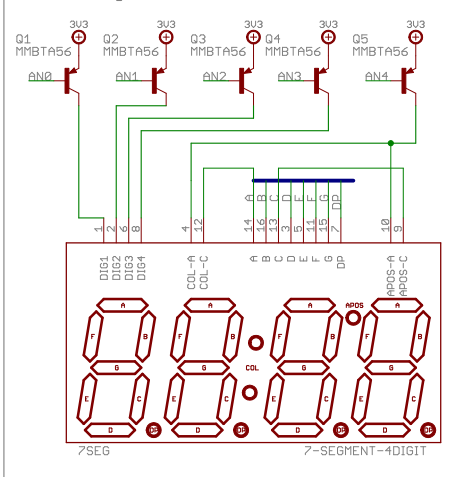 3V3 3V3 3V3 3V3 3V3
Q1 Q2 Q3 Q4 Q5
MMBTA56 MMBTA56 MMBTA56 MMBTA56 MMBTA56
AN0 AN1 AN2 AN3 AN4
A B C D E F G DP
1 2 6 8 4 12 14 16 13 3 5 11 15 7 10 9
DIG1 DIG2 DIG3 DIG4 COL-A COL-C A B C D E F G DP APOS-A APOS-C
A A A APOS A
F B F B F B F B
G G COL G G
E C E C E C E C
D DP D DP D DP D DP
7SEG 7-SEGMENT-4DIGIT